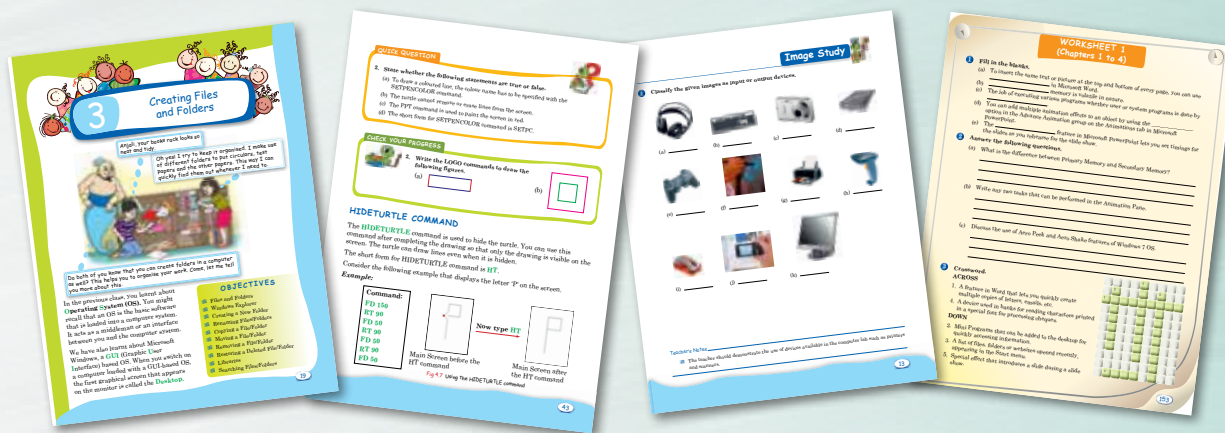 3
Creating Files
and Folders
Anjali, your books rack looks so
neat and tidy.
Oh yes! I try to keep it organised. I make use
of different folders to put circulars, test
papers and the other papers. This way I can
quickly find them out whenever I need to.
Do both of you know that you can create folders in a computer
as well? This helps you to organise your work. Come, let me tell
you more about this.
In the previous class, you learnt about
Operating System (OS). You might
recall that an OS is the basic software
that is loaded into a computer system.
It acts as a middleman or an interface
between you and the computer system.
We have also learnt about Microsoft
Windows, a GUI (Graphic User
Interface) based OS. When you switch on
a computer loaded with a GUI-based OS,
the first graphical screen that appears
on the monitor is called the Desktop.
OBJECTIVES
Files and Folders
Windows Explorer
Creating a New Folder
Renaming Files/Folders
Copying a File/Folder
Moving a File/Folder
Removing a File/Folder
Restoring a Deleted File/Folder
Libraries
Searching Files/Folders
19
QUICK QUESTION
2. State whether the following statements are true or false.
(a) To draw a coloured line, the colour name has to be specified with the
SETPENCOLOR command.
(b) The turtle cannot remove or erase lines from the screen.
(c) The PPT command is used to paint the screen in red.
(d) The short form for SETPENCOLOR command is SETPC.
CHECK YOUR PROGRESS
2. Write the LOGO commands to draw the
following figures.
(a)
(b)
HIDETURTLE COMMAND
The HIDETURTLE command is used to hide the turtle. You can use this
command after completing the drawing so that only the drawing is visible on the
screen. The turtle can draw lines even when it is hidden.
The short form for HIDETURTLE command is HT.
Consider the following example that displays the letter 'P' on the screen.
Example:
Command:
FD 150
RT 90
FD 50
RT 90
FD 50
RT 90
FD 50
Now type HT
Main Screen before the
HT command
Main Screen after
the HT command
Fig 4.7 Using the HIDETURTLE command
43
Image Study
1 Classify the given images as input or output devices.
(a)
(b)
(c)
(d)
(e)
(f)
(g)
(h)
(i)
(j)
(k)
Teacher's Notes
The teacher should demonstrate the use of devices available in the computer lab such as printers
and scanners.
13
WORKSHEET 1
(Chapters 1 to 4)
1 Fill in the blanks.
(a) To insert the same text or picture at the top and bottom of every page, you can use
in Microsoft Word.
(b) memory is volatile in nature.
(c) The job of executing various programs whether user or system programs is done by
(d) You can add multiple animation effects to an object by using the
option in the Advance Animation group on the Animations tab in Microsoft
PowerPoint.
(e) The feature in Microsoft PowerPoint lets you set timings for
the slides as you rehearse for the slide show.
2 Answer the following questions.
(a) What is the difference between Primary Memory and Secondary Memory?
(b) Write any two tasks that can be performed in the Animation Pane.
(c) Discuss the use of Aero Peek and Aero Shake features of Windows 7 OS.
3 Crossword.
ACROSS
1. A feature in Word that lets you quickly create
multiple copies of letters, emails, etc.
4. A device used in banks for reading characters printed
in a special font for processing cheques.
DOWN
2. Mini Programs that can be added to the desktop for
quickly accessing information.
3. A list of files, folders or websites opened recently,
appearing in the Start menu.
5. Special effect that introduces a slide during a slide
show.
153